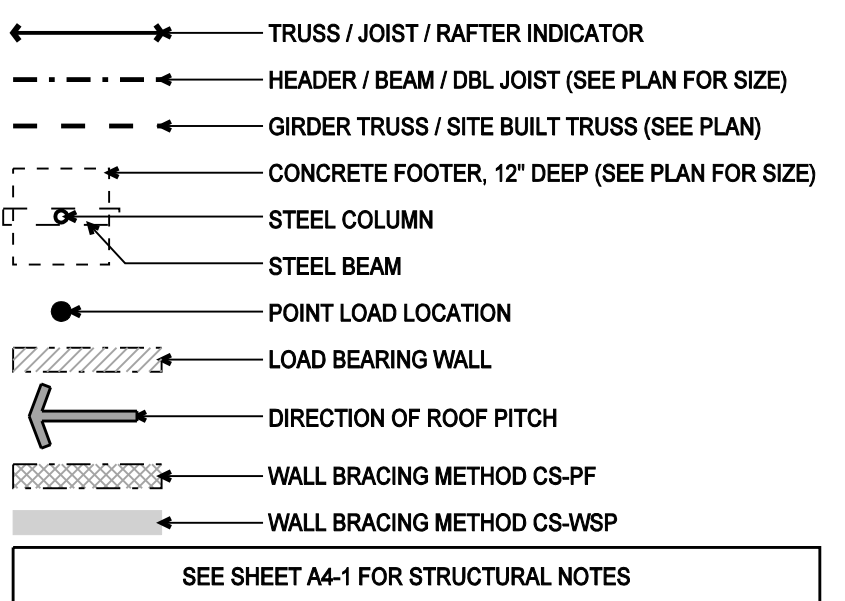 TRUSS / JOIST / RAFTER INDICATOR
HEADER / BEAM / DBL JOIST (SEE PLAN FOR SIZE)
GIRDER TRUSS / SITE BUILT TRUSS (SEE PLAN)
CONCRETE FOOTER, 12" DEEP (SEE PLAN FOR SIZE)
STEEL COLUMN
STEEL BEAM
POINT LOAD LOCATION
LOAD BEARING WALL
DIRECTION OF ROOF PITCH
WALL BRACING METHOD CS-PF
WALL BRACING METHOD CS-WSP
SEE SHEET A4-1 FOR STRUCTURAL NOTES